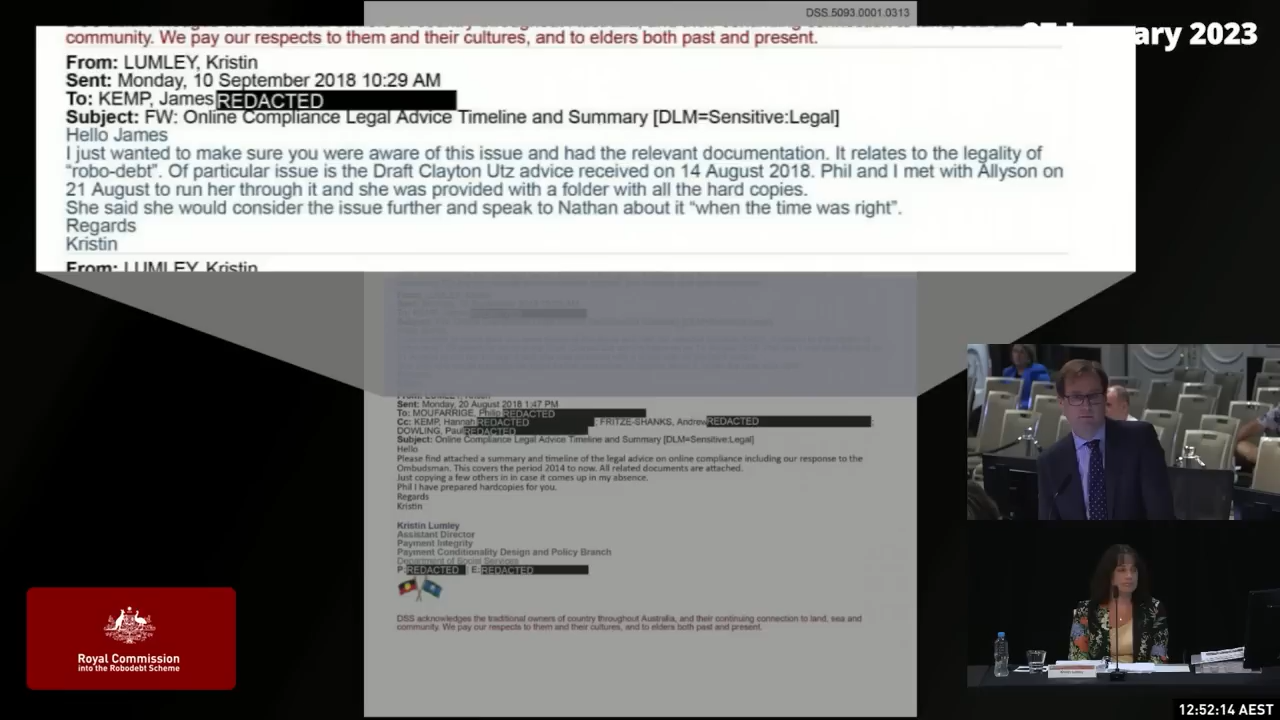 DSS.5093.0001.0313
ary 2023
community. We pay our respects to them and their cultures, and to elders both past and present.
From: LUMLEY, Kristin
Sent: Monday, 10 September 2018 10:29 AM
To: KEMP, James REDACTED
Subject: FW: Online Compliance Legal Advice Timeline and Summary [DLM=Sensitive:Legal]
Hello James
I just wanted to make sure you were aware of this issue and had the relevant documentation. It relates to the legality of
“robo-debt”. Of particular issue is the Draft Clayton Utz advice received on 14 August 2018. Phil and I met with Allyson on
21 August to run her through it and she was provided with a folder with all the hard copies.
She said she would consider the issue further and speak to Nathan about it “when the time was right”.
Regards
Kristin
From: LUMLEY, Kristin
Sent: Monday, 20 August 2018 1:47 PM
To: MOUFARRIGE, Philip REDACTED
Cc: KEMP, Hannah REDACTED ; FRITZE-SHANKS, Andrew REDACTED ;
DOWLING, Paul REDACTED
Subject: Online Compliance Legal Advice Timeline and Summary [DLM=Sensitive:Legal]
Hello
Please find attached a summary and timeline of the legal advice on online compliance including our response to the
Ombudsman. This covers the period 2014 to now. All related documents are attached.
Just copying a few others in in case it comes up in my absence.
Phil I have prepared hardcopies for you.
Regards
Kristin
Kristin Lumley
Assistant Director
Payment Integrity
Payment Conditionality Design and Policy Branch
Department of Social Services
P: REDACTED | E: REDACTED
DSS acknowledges the traditional owners of country throughout Australia, and their continuing connection to land, sea and
community. We pay our respects to them and their cultures, and to elders both past and present.
Royal Commission
into the Robodebt Scheme
12:52:14 AEST